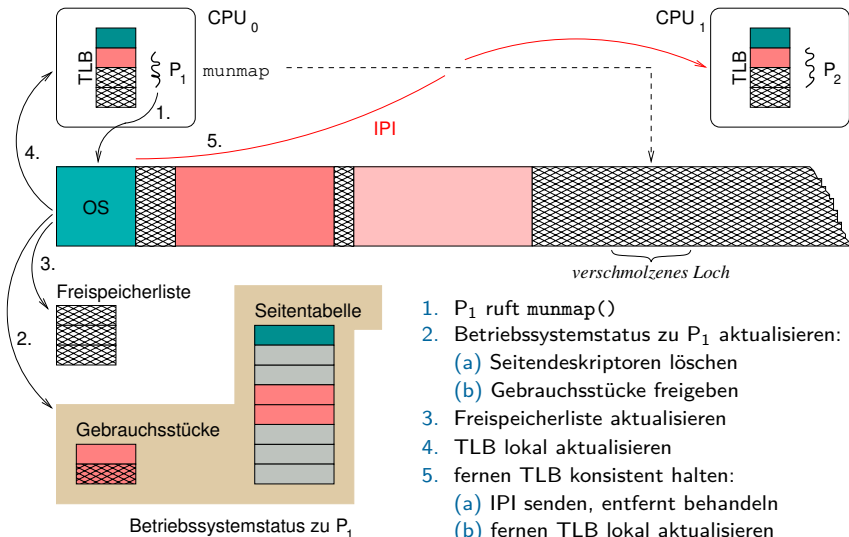 CPU0
CPU1
TLB
P1
munmap
TLB
P2
1.
4.
5.
IPI
OS
verschmolzenes Loch
3.
Freispeicherliste
2.
Seitentabelle
Gebrauchsstücke
Betriebssystemstatus zu P1
1. P1 ruft munmap()
2. Betriebssystemstatus zu P1 aktualisieren:
(a) Seitendeskriptoren löschen
(b) Gebrauchsstücke freigeben
3. Freispeicherliste aktualisieren
4. TLB lokal aktualisieren
5. fernen TLB konsistent halten:
(a) IPI senden, entfernt behandeln
(b) fernen TLB lokal aktualisieren